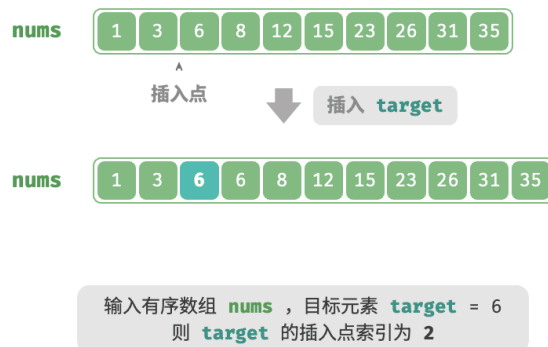 nums 1 3 6 8 12 15 23 26 31 35
插入点
插入 target
nums 1 3 6 6 8 12 15 23 26 31 35
输入有序数组 nums ，目标元素 target = 6
则 target 的插入点索引为 2